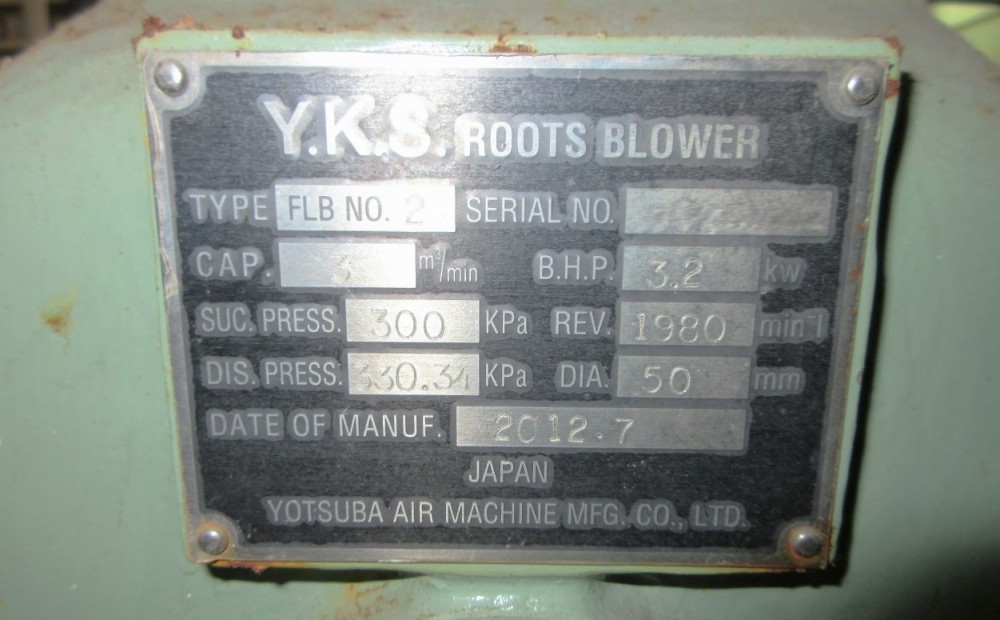 Y.K.S. ROOTS BLOWER
TYPE FLB NO. 2 SERIAL NO.
CAP. 3 m³/min B.H.P. 3.2 kw
SUC. PRESS. 300 KPa REV. 1980 min⁻¹
DIS. PRESS. 330.34 KPa DIA. 50 mm
DATE OF MANUF. 2012.7
JAPAN
YOTSUBA AIR MACHINE MFG. CO., LTD.